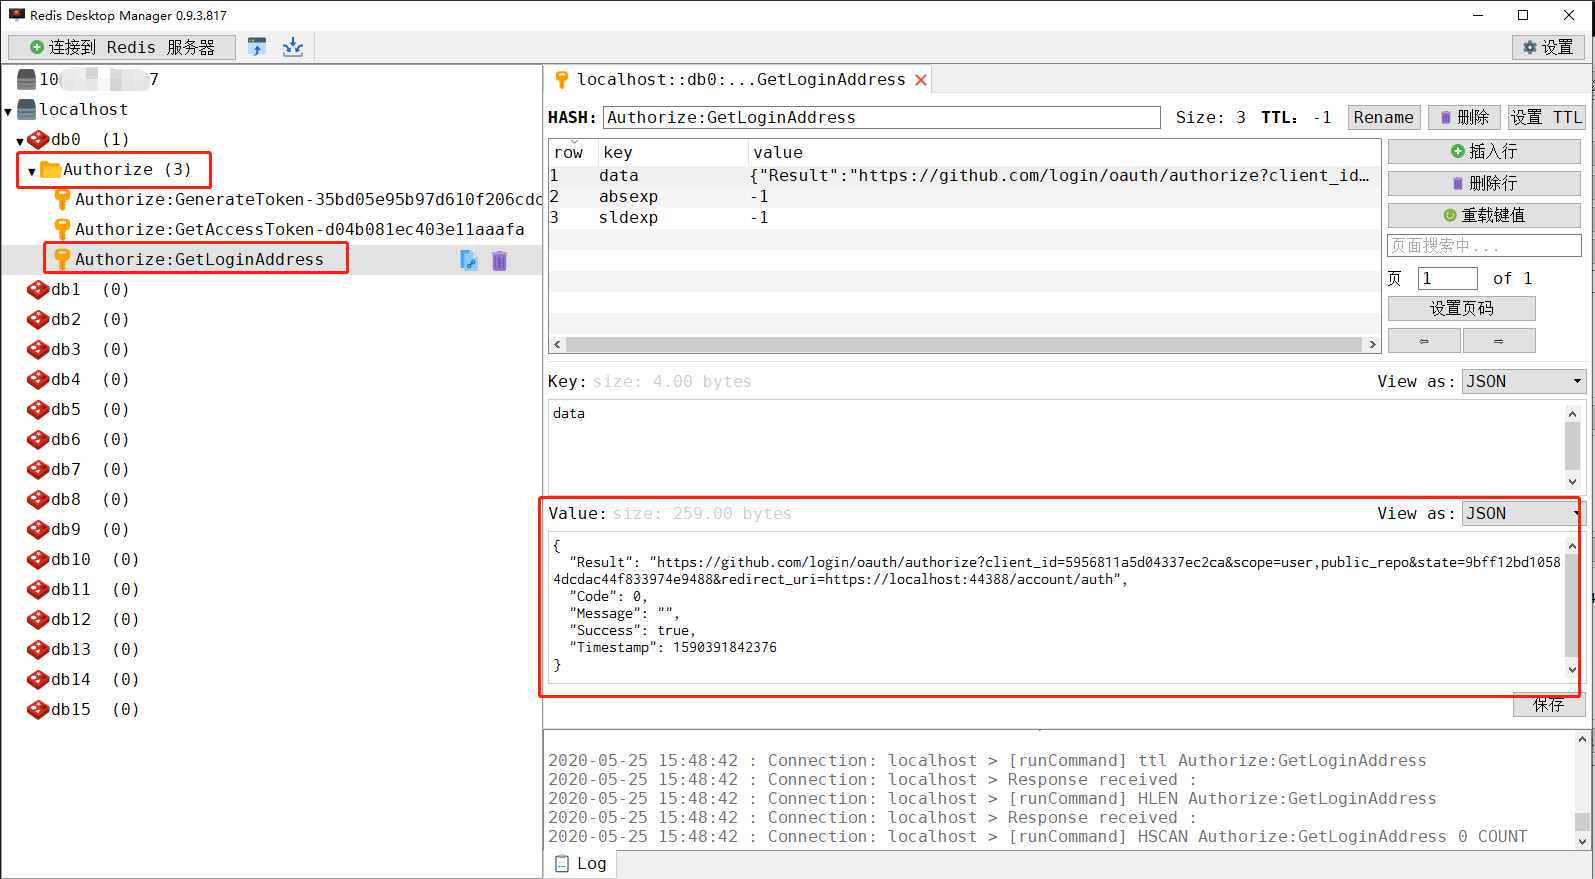 Redis Desktop Manager 0.9.3.817
连接到 Redis 服务器
设置
10 7
localhost
db0 (1)
Authorize (3)
Authorize:GenerateToken-35bd05e95b97d610f206cdc
Authorize:GetAccessToken-d04b081ec403e11aaafa
Authorize:GetLoginAddress
db1 (0)
db2 (0)
db3 (0)
db4 (0)
db5 (0)
db6 (0)
db7 (0)
db8 (0)
db9 (0)
db10 (0)
db11 (0)
db12 (0)
db13 (0)
db14 (0)
db15 (0)
localhost::db0:...GetLoginAddress
HASH: Authorize:GetLoginAddress Size: 3 TTL: -1 Rename 删除 设置 TTL
row key value
1 data {"Result":"https://github.com/login/oauth/authorize?client_id...
2 absexp -1
3 sldexp -1
插入行
删除行
重载键值
页面搜索中...
页 1 of 1
设置页码
⇦ ⇨
Key: size: 4.00 bytes View as: JSON
data
Value: size: 259.00 bytes View as: JSON
{
"Result": "https://github.com/login/oauth/authorize?client_id=5956811a5d04337ec2ca&scope=user,public_repo&state=9bff12bd1058
4dcdac44f833974e9488&redirect_uri=https://localhost:44388/account/auth",
"Code": 0,
"Message": "",
"Success": true,
"Timestamp": 1590391842376
}
保存
2020-05-25 15:48:42 : Connection: localhost > [runCommand] ttl Authorize:GetLoginAddress
2020-05-25 15:48:42 : Connection: localhost > Response received :
2020-05-25 15:48:42 : Connection: localhost > [runCommand] HLEN Authorize:GetLoginAddress
2020-05-25 15:48:42 : Connection: localhost > Response received :
2020-05-25 15:48:42 : Connection: localhost > [runCommand] HSCAN Authorize:GetLoginAddress 0 COUNT
Log